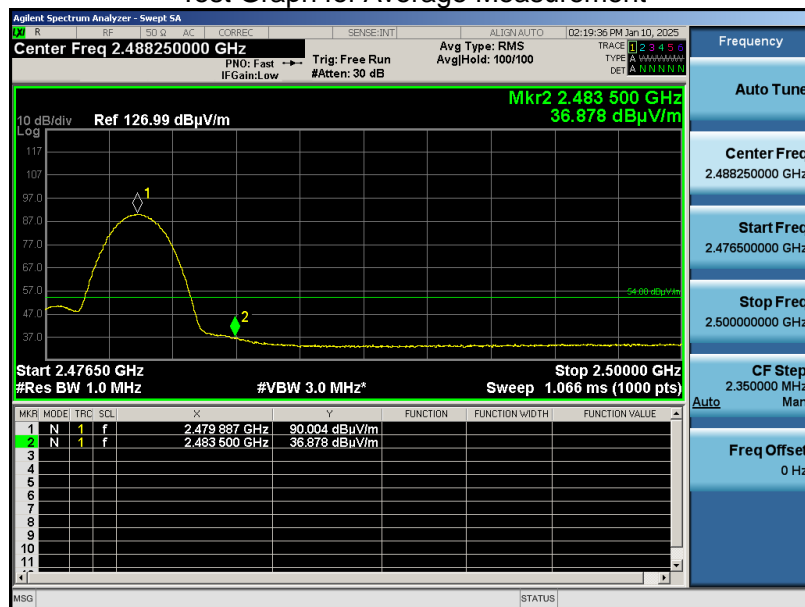 Test Graph for Average Measurement
Agilent Spectrum Analyzer - Swept SA
LXI R RF 50 Ω AC CORREC SENSE:INT ALIGN AUTO 02:19:36 PM Jan 10, 2025
Center Freq 2.488250000 GHz
PNO: Fast
IFGain:Low
Trig: Free Run
#Atten: 30 dB
Avg Type: RMS
Avg|Hold: 100/100
TRACE 1 2 3 4 5 6
TYPE A WWWWW
DET A N N N N N
Mkr2 2.483 500 GHz
36.878 dBµV/m
10 dB/div Ref 126.99 dBµV/m
Log
117
107
97.0
87.0
77.0
67.0
57.0
47.0
37.0
1
2
54.00 dBµV/m
Start 2.47650 GHz Stop 2.50000 GHz
#Res BW 1.0 MHz #VBW 3.0 MHz* Sweep 1.066 ms (1000 pts)
MKR MODE TRC SCL X Y FUNCTION FUNCTION WIDTH FUNCTION VALUE
1 N 1 f 2.479 887 GHz 90.004 dBµV/m
2 N 1 f 2.483 500 GHz 36.878 dBµV/m
3
4
5
6
7
8
9
10
11
MSG STATUS
Frequency
Auto Tune
Center Freq
2.488250000 GHz
Start Freq
2.476500000 GHz
Stop Freq
2.500000000 GHz
CF Step
2.350000 MHz
Auto Man
Freq Offset
0 Hz